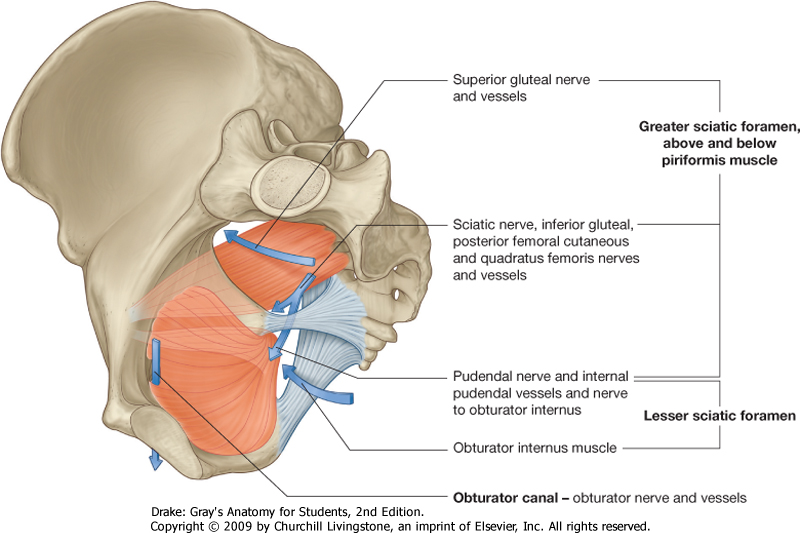 Superior gluteal nerve
and vessels
Greater sciatic foramen,
above and below
piriformis muscle
Sciatic nerve, inferior gluteal,
posterior femoral cutaneous
and quadratus femoris nerves
and vessels
Pudendal nerve and internal
pudendal vessels and nerve
to obturator internus
Lesser sciatic foramen
Obturator internus muscle
Obturator canal – obturator nerve and vessels
Drake: Gray's Anatomy for Students, 2nd Edition.
Copyright © 2009 by Churchill Livingstone, an imprint of Elsevier, Inc. All rights reserved.